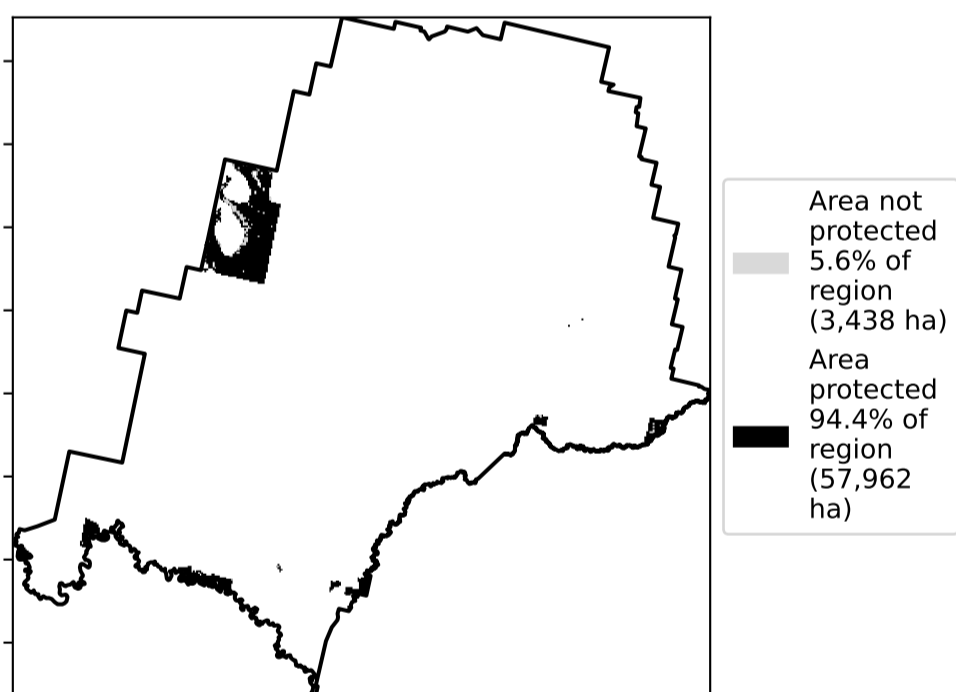 Area not
protected
5.6% of
region
(3,438 ha)
Area
protected
94.4% of
region
(57,962
ha)